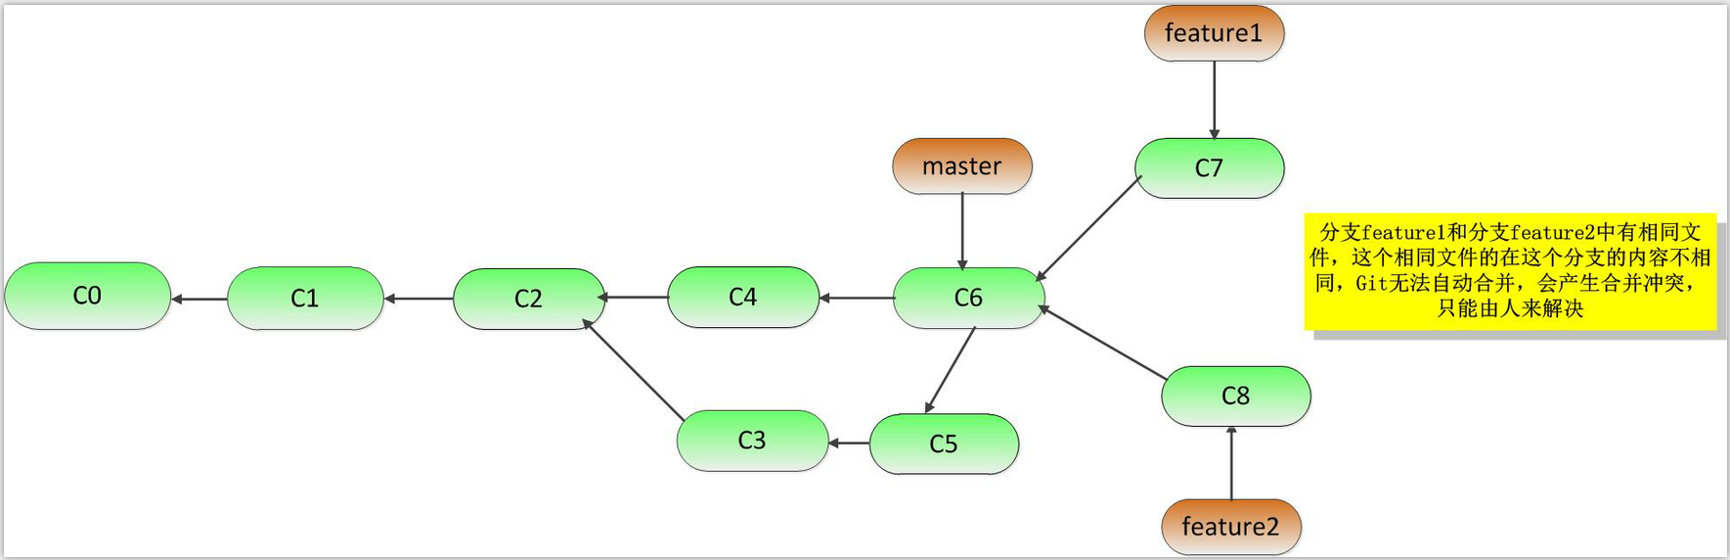 feature1
master
C7
分支feature1和分支feature2中有相同文
件，这个相同文件的在这个分支的内容不相
同，Git无法自动合并，会产生合并冲突，
只能由人来解决
C0
C1
C2
C4
C6
C8
C3
C5
feature2